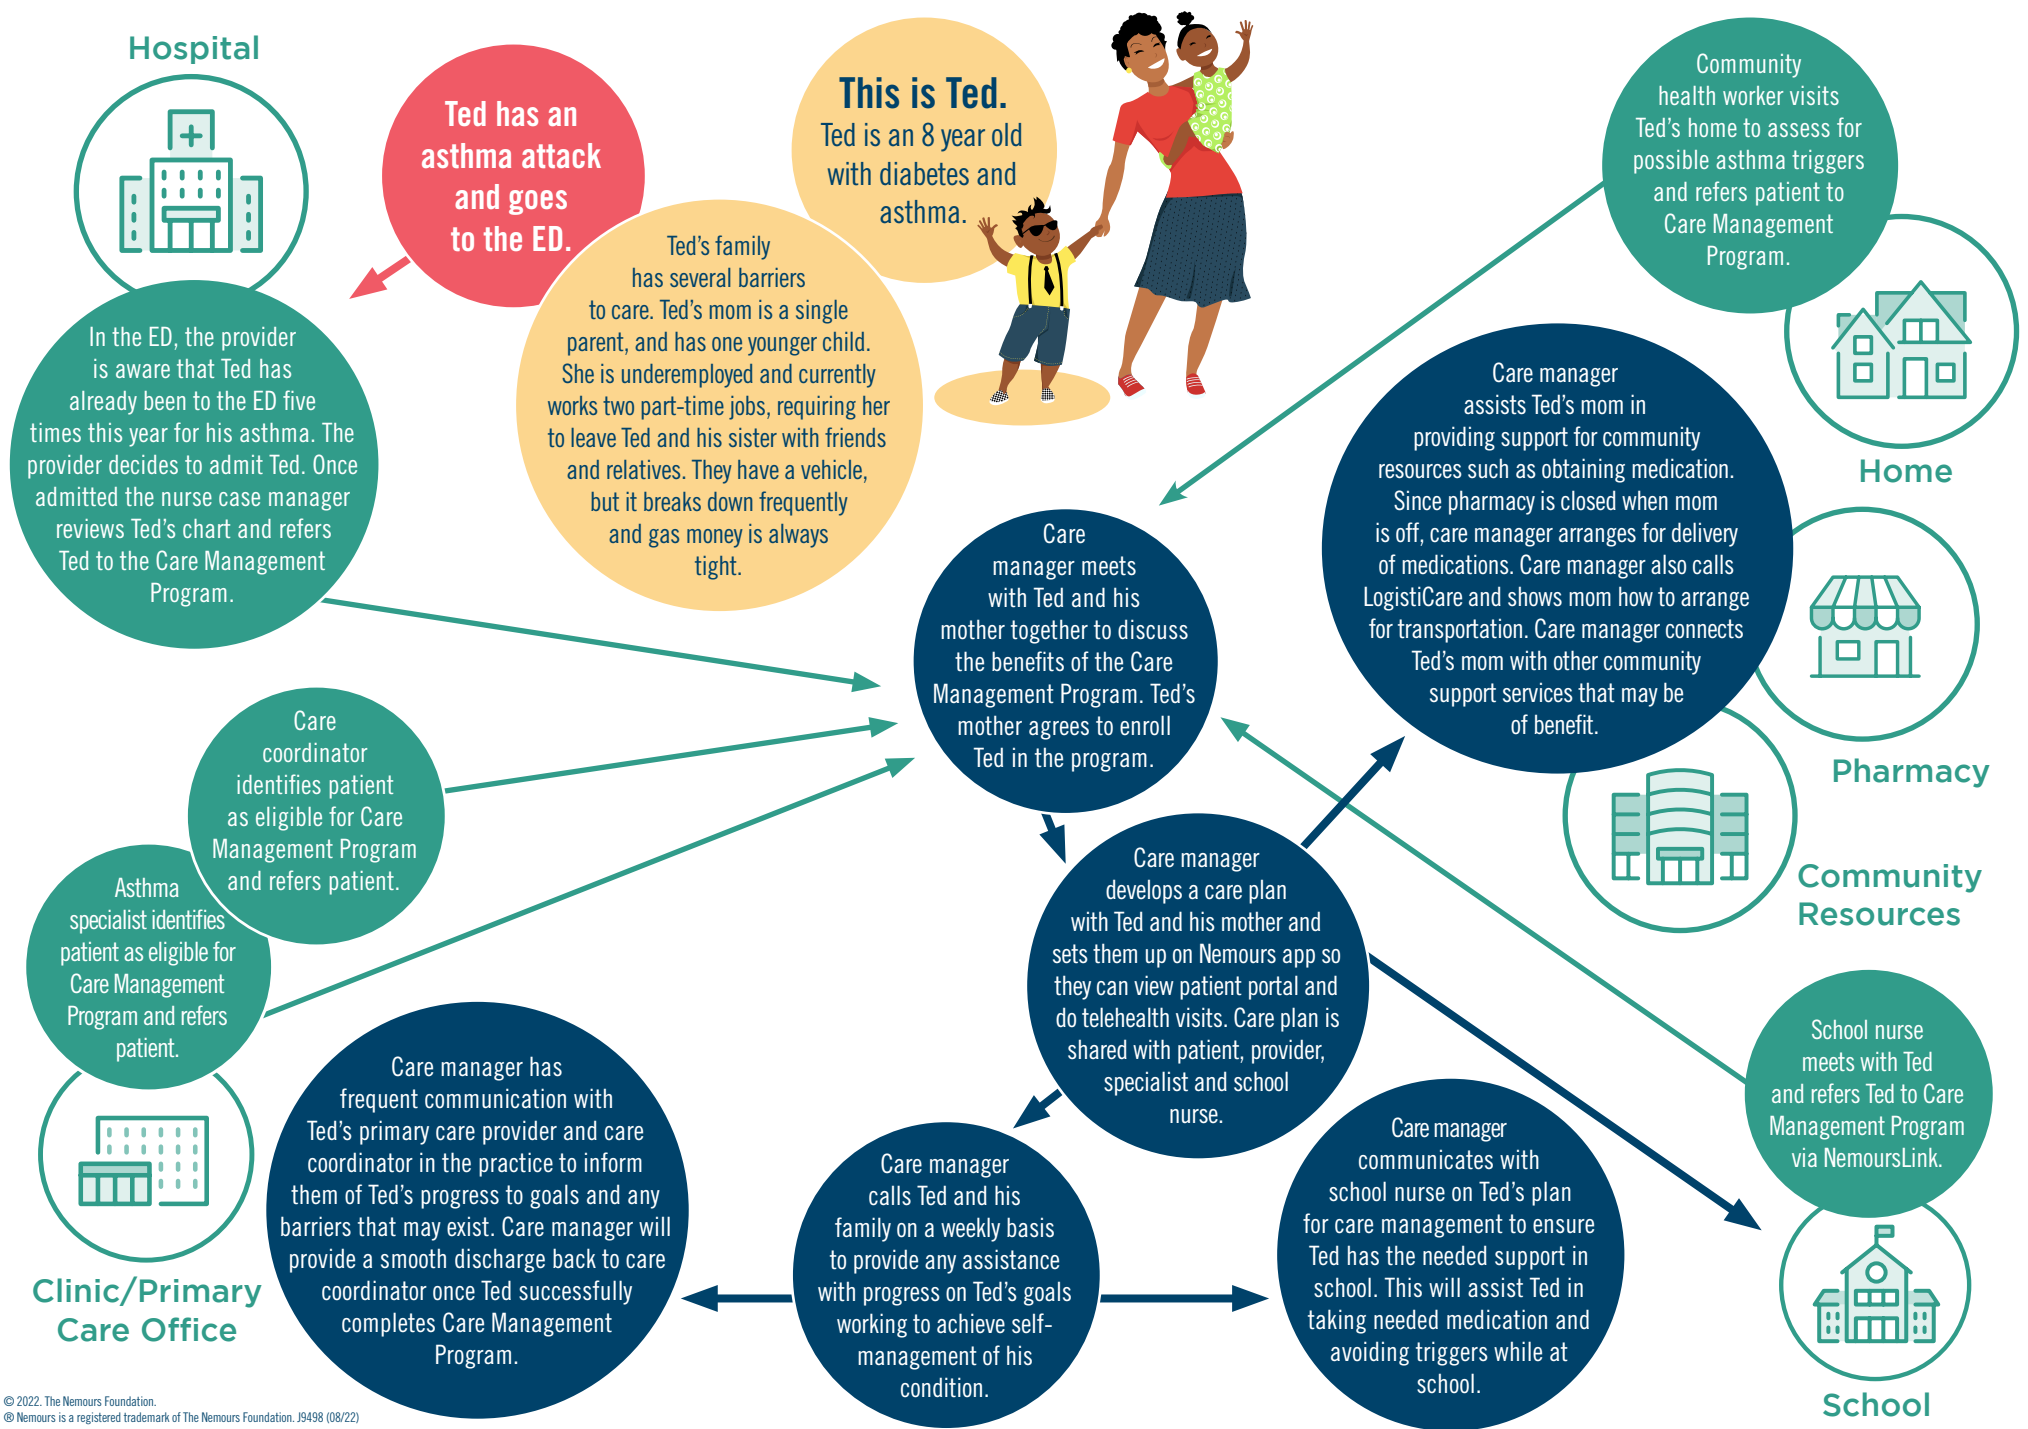 Hospital
Ted has an
asthma attack
and goes
to the ED.
This is Ted.
Ted is an 8 year old
with diabetes and
asthma.
Ted's family
has several barriers
to care. Ted's mom is a single
parent, and has one younger child.
She is underemployed and currently
works two part-time jobs, requiring her
to leave Ted and his sister with friends
and relatives. They have a vehicle,
but it breaks down frequently
and gas money is always
tight.
In the ED, the provider
is aware that Ted has
already been to the ED five
times this year for his asthma. The
provider decides to admit Ted. Once
admitted the nurse case manager
reviews Ted's chart and refers
Ted to the Care Management
Program.
Community
health worker visits
Ted's home to assess for
possible asthma triggers
and refers patient to
Care Management
Program.
Home
Care manager
assists Ted's mom in
providing support for community
resources such as obtaining medication.
Since pharmacy is closed when mom
is off, care manager arranges for delivery
of medications. Care manager also calls
LogistiCare and shows mom how to arrange
for transportation. Care manager connects
Ted's mom with other community
support services that may be
of benefit.
Pharmacy
Community
Resources
Care
manager meets
with Ted and his
mother together to discuss
the benefits of the Care
Management Program. Ted's
mother agrees to enroll
Ted in the program.
Care
coordinator
identifies patient
as eligible for Care
Management Program
and refers patient.
Asthma
specialist identifies
patient as eligible for
Care Management
Program and refers
patient.
Clinic/Primary
Care Office
Care manager
develops a care plan
with Ted and his mother and
sets them up on Nemours app so
they can view patient portal and
do telehealth visits. Care plan is
shared with patient, provider,
specialist and school
nurse.
Care manager has
frequent communication with
Ted's primary care provider and care
coordinator in the practice to inform
them of Ted's progress to goals and any
barriers that may exist. Care manager will
provide a smooth discharge back to care
coordinator once Ted successfully
completes Care Management
Program.
Care manager
calls Ted and his
family on a weekly basis
to provide any assistance
with progress on Ted's goals
working to achieve self-
management of his
condition.
Care manager
communicates with
school nurse on Ted's plan
for care management to ensure
Ted has the needed support in
school. This will assist Ted in
taking needed medication and
avoiding triggers while at
school.
School nurse
meets with Ted
and refers Ted to Care
Management Program
via NemoursLink.
School
© 2022. The Nemours Foundation.
® Nemours is a registered trademark of The Nemours Foundation. J9498 (08/22)